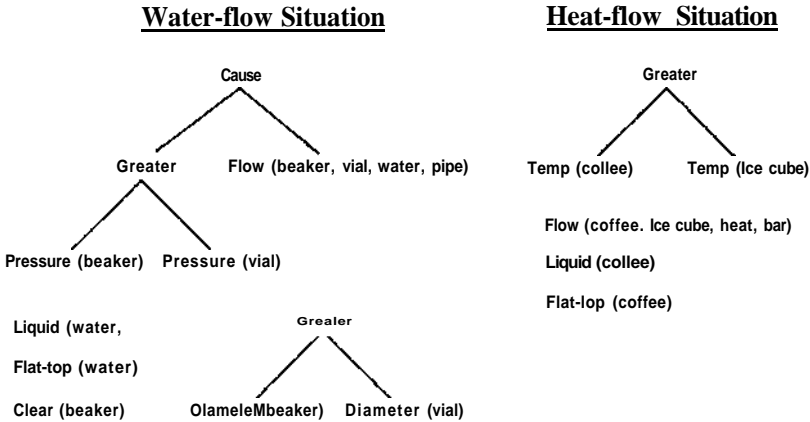 Water-flow Situation
Heat-flow Situation
Cause
Greater
Greater
Flow (beaker, vial, water, pipe)
Temp (collee)
Temp (Ice cube)
Flow (coffee. Ice cube, heat, bar)
Pressure (beaker)
Pressure (vial)
Liquid (collee)
Flat-lop (coffee)
Liquid (water,
Grealer
Flat-top (water)
Clear (beaker)
OlameleMbeaker)
Diameter (vial)